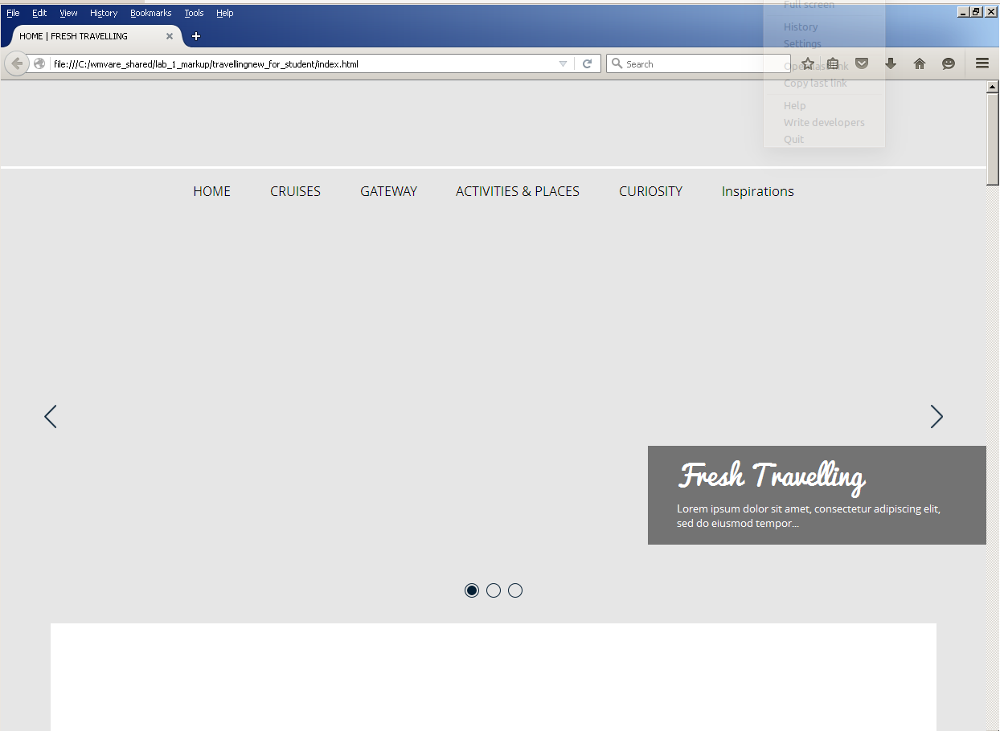 Full screen
File Edit View History Bookmarks Tools Help
History
HOME | FRESH TRAVELLING
Settings
file:///C:/wmvare_shared/lab_1_markup/travellingnew_for_student/index.html
Search
Open last link
Copy last link
Help
Write developers
Quit
HOME CRUISES GATEWAY ACTIVITIES & PLACES CURIOSITY Inspirations
Fresh Travelling
Lorem ipsum dolor sit amet, consectetur adipiscing elit,
sed do eiusmod tempor...